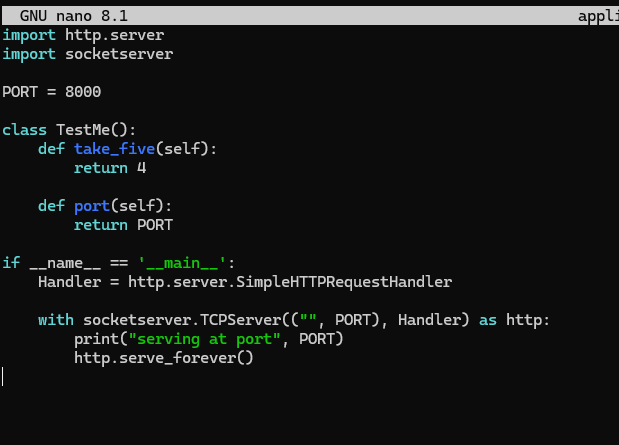 GNU nano 8.1 appli
import http.server
import socketserver
PORT = 8000
class TestMe():
    def take_five(self):
        return 4
    def port(self):
        return PORT
if __name__ == '__main__':
    Handler = http.server.SimpleHTTPRequestHandler
    with socketserver.TCPServer(("", PORT), Handler) as http:
        print("serving at port", PORT)
        http.serve_forever()